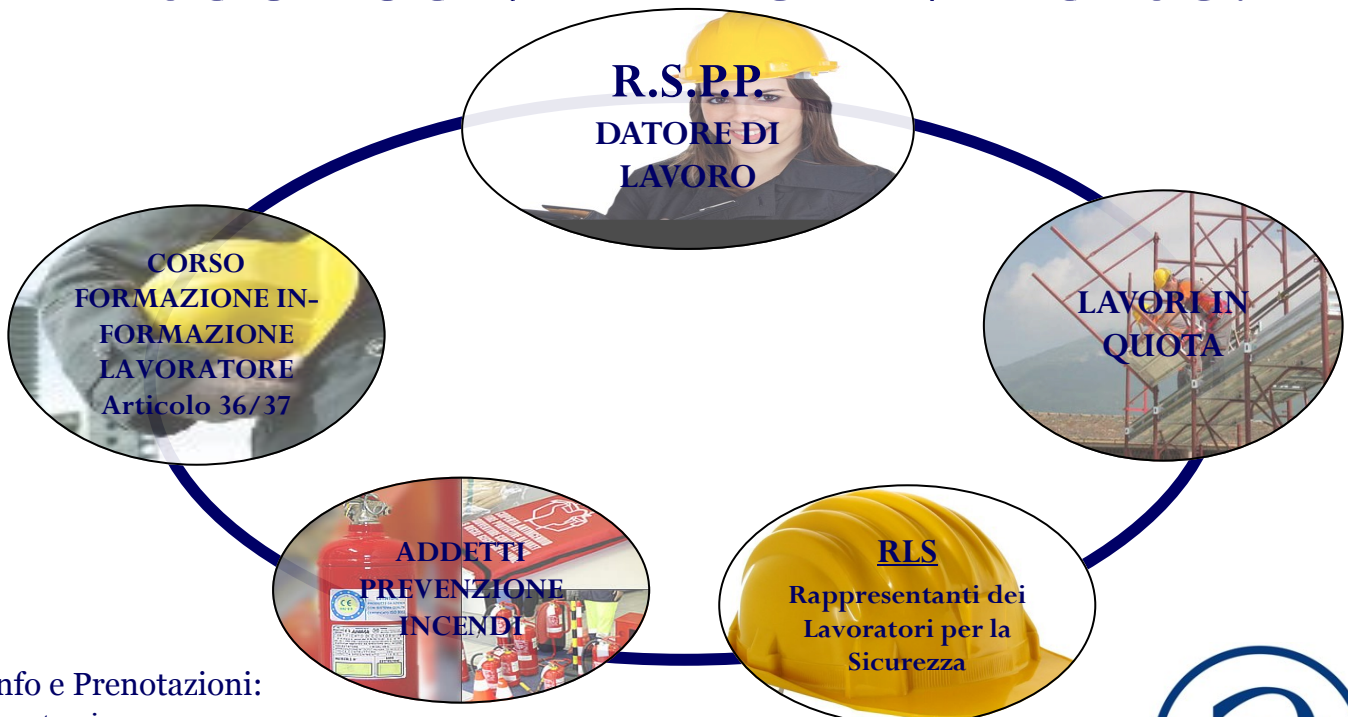 R.S.P.P.
DATORE DI
LAVORO
CORSO
FORMAZIONE IN-
FORMAZIONE
LAVORATORE
Articolo 36/37
LAVORI IN
QUOTA
ADDETTI
PREVENZIONE
INCENDI
RLS
Rappresentanti dei
Lavoratori per la
Sicurezza
nfo e Prenotazioni: